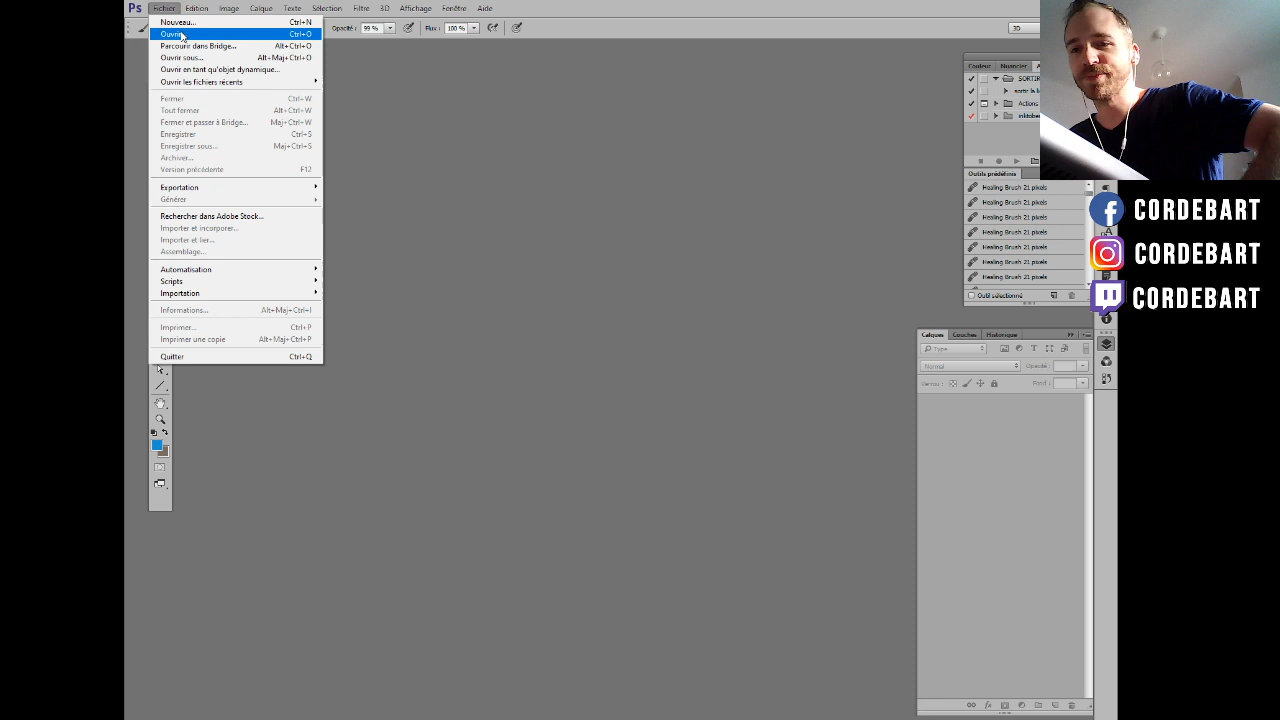 Ps Fichier Edition Image Calque Texte Sélection Filtre 3D Affichage Fenêtre Aide
Opacité : 99 % Flux : 100 % 3D
Nouveau... Ctrl+N
Ouvrir... Ctrl+O
Parcourir dans Bridge... Alt+Ctrl+O
Ouvrir sous... Alt+Maj+Ctrl+O
Ouvrir en tant qu'objet dynamique...
Ouvrir les fichiers récents
Fermer Ctrl+W
Tout fermer Alt+Ctrl+W
Fermer et passer à Bridge... Maj+Ctrl+W
Enregistrer Ctrl+S
Enregistrer sous... Maj+Ctrl+S
Archiver...
Version précédente F12
Exportation
Générer
Rechercher dans Adobe Stock...
Importer et incorporer...
Importer et lier...
Assemblage...
Automatisation
Scripts
Importation
Informations... Alt+Maj+Ctrl+I
Imprimer... Ctrl+P
Imprimer une copie Alt+Maj+Ctrl+P
Quitter Ctrl+Q
Couleur Nuancier
SORTIR
sortir la
Actions
Outils prédéfinis
Healing Brush 21 pixels
Healing Brush 21 pixels
Healing Brush 21 pixels
Healing Brush 21 pixels
Healing Brush 21 pixels
Healing Brush 21 pixels
Healing Brush 21 pixels
Outil sélectionné
CORDEBART
CORDEBART
CORDEBART
Calques Couches Historique
Type
Normal Opacité :
Verrou : Fond :